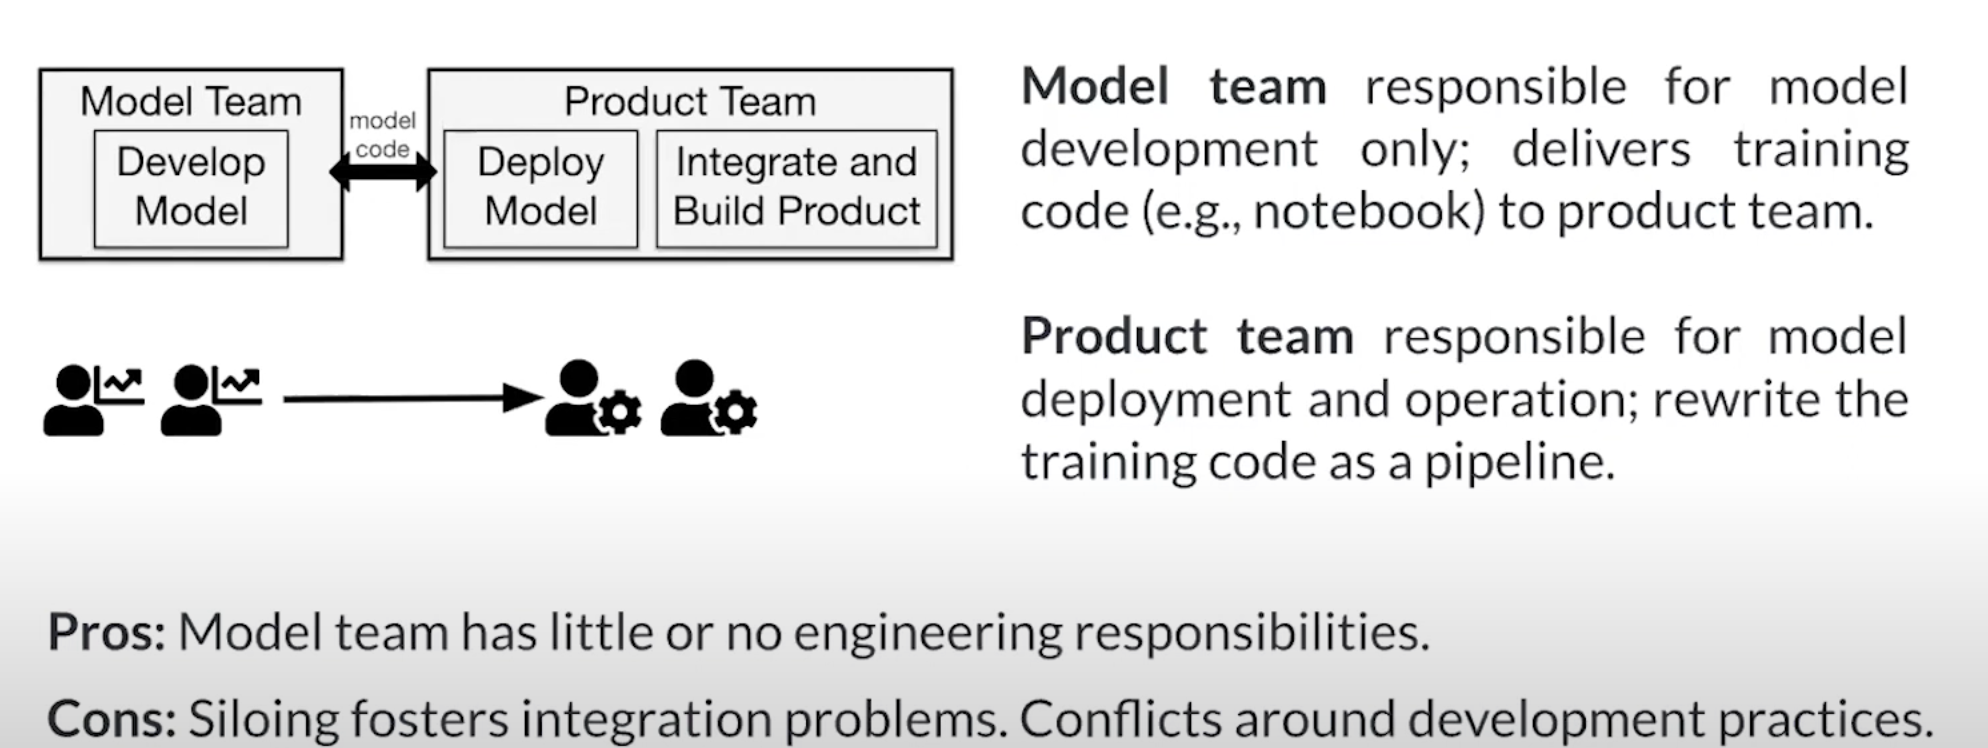 Model Team
Develop
Model
model
code
Product Team
Deploy
Model
Integrate and
Build Product
Model team responsible for model
development only; delivers training
code (e.g., notebook) to product team.
Product team responsible for model
deployment and operation; rewrite the
training code as a pipeline.
Pros: Model team has little or no engineering responsibilities.
Cons: Siloing fosters integration problems. Conflicts around development practices.